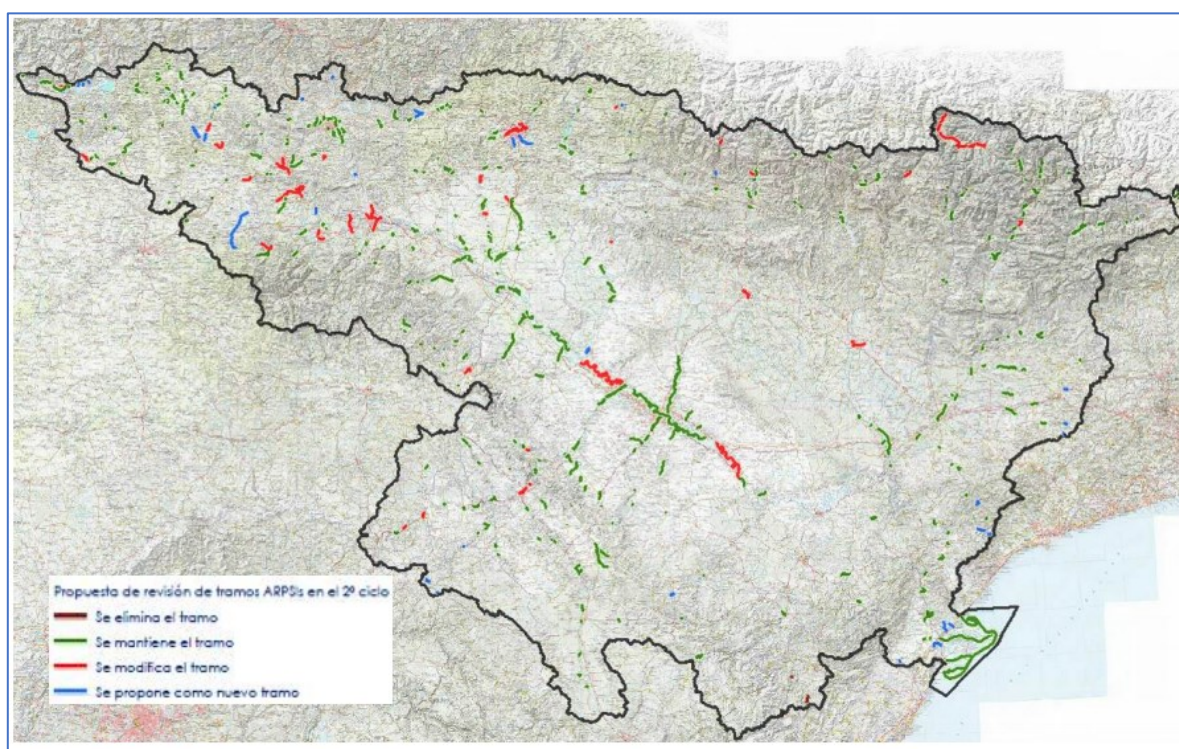 Propuesta de revisión de tramos ARPSIs en el 2º ciclo
Se elimina el tramo
Se mantiene el tramo
Se modifica el tramo
Se propone como nuevo tramo